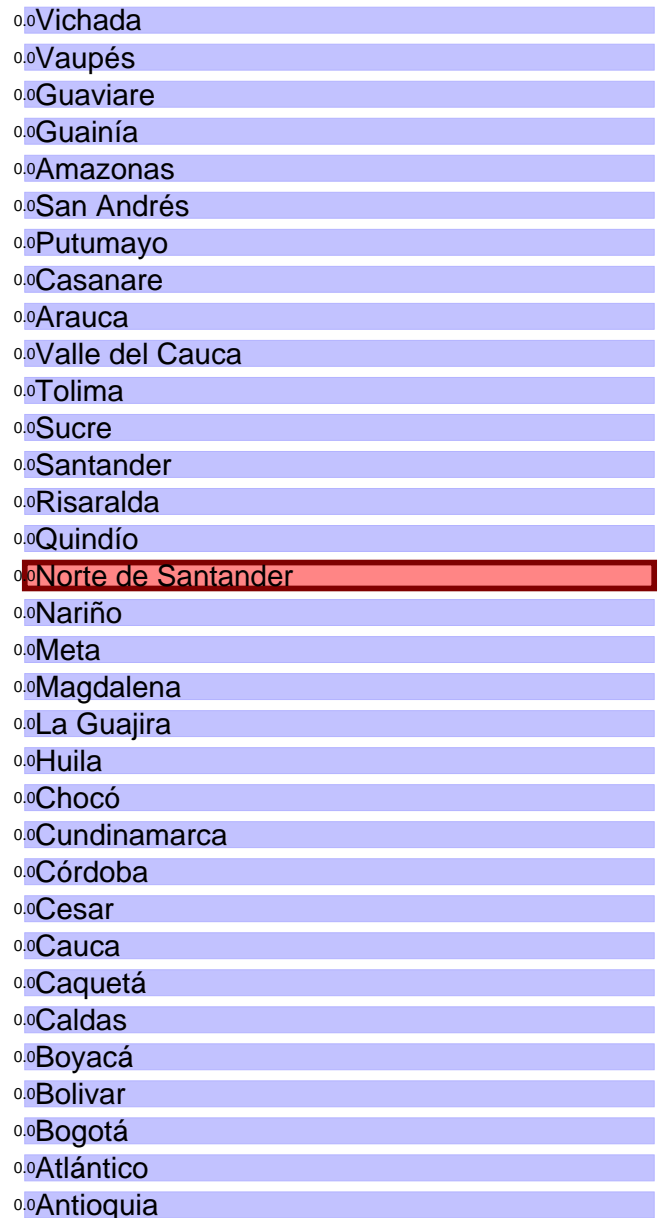 0.0Vichada
0.0Vaupés
0.0Guaviare
0.0Guainía
0.0Amazonas
0.0San Andrés
0.0Putumayo
0.0Casanare
0.0Arauca
0.0Valle del Cauca
0.0Tolima
0.0Sucre
0.0Santander
0.0Risaralda
0.0Quindío
0.0Norte de Santander
0.0Nariño
0.0Meta
0.0Magdalena
0.0La Guajira
0.0Huila
0.0Chocó
0.0Cundinamarca
0.0Córdoba
0.0Cesar
0.0Cauca
0.0Caquetá
0.0Caldas
0.0Boyacá
0.0Bolivar
0.0Bogotá
0.0Atlántico
0.0Antioquia